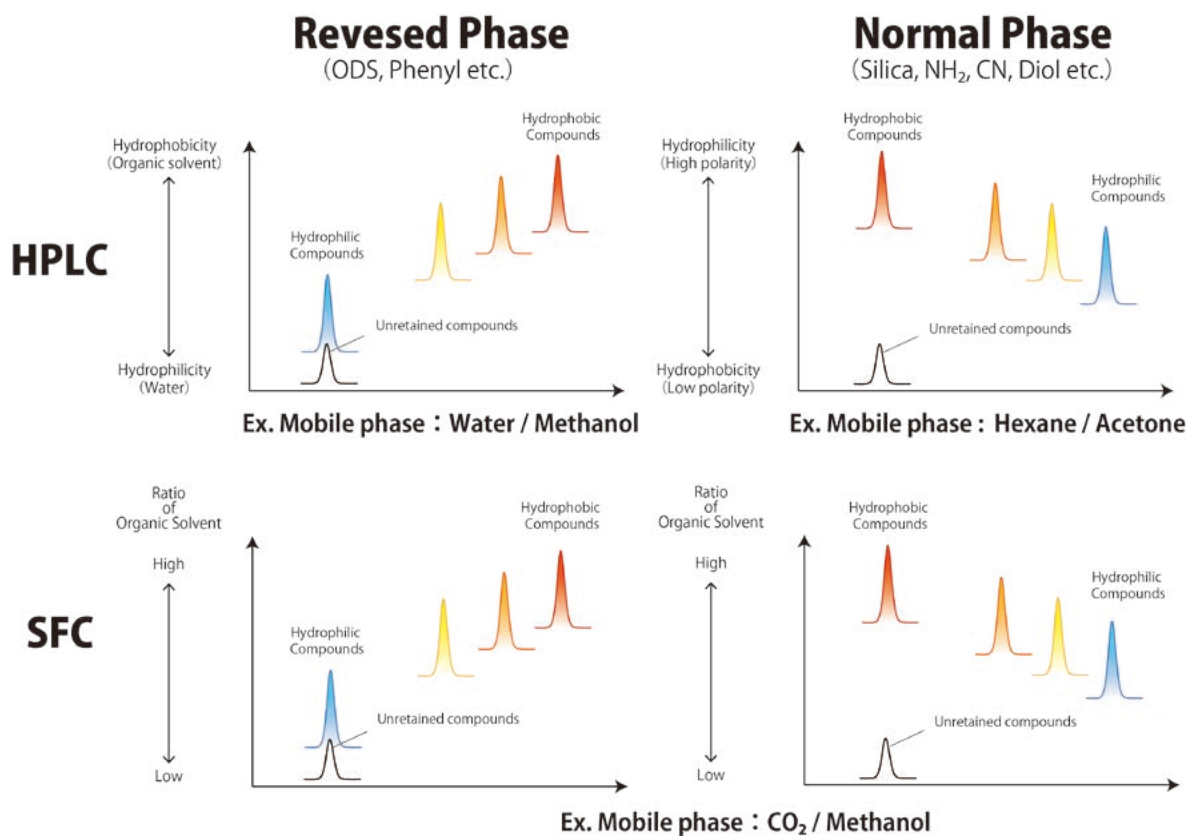 Revesed Phase
(ODS, Phenyl etc.)
Normal Phase
(Silica, NH₂, CN, Diol etc.)
HPLC
Hydrophobicity
(Organic solvent)
Hydrophilicity
(Water)
Hydrophilic
Compounds
Unretained compounds
Hydrophobic
Compounds
Ex. Mobile phase : Water / Methanol
Hydrophilicity
(High polarity)
Hydrophobicity
(Low polarity)
Hydrophobic
Compounds
Hydrophilic
Compounds
Unretained compounds
Ex. Mobile phase : Hexane / Acetone
SFC
Ratio
of
Organic Solvent
High
Low
Hydrophilic
Compounds
Unretained compounds
Hydrophobic
Compounds
Ratio
of
Organic Solvent
High
Low
Hydrophobic
Compounds
Hydrophilic
Compounds
Unretained compounds
Ex. Mobile phase : CO₂ / Methanol